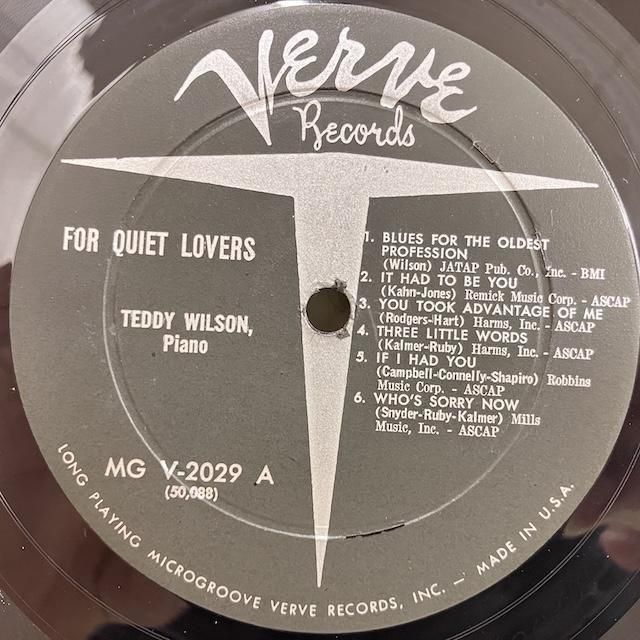 Verve
Records
FOR QUIET LOVERS
TEDDY WILSON,
Piano
1. BLUES FOR THE OLDEST
PROFESSION
(Wilson) JATAP Pub. Co., Inc. - BMI
2. IT HAD TO BE YOU
(Kahn-Jones) Remick Music Corp. - ASCAP
3. YOU TOOK ADVANTAGE OF ME
(Rodgers-Hart) Harms, Inc. - ASCAP
4. THREE LITTLE WORDS
(Kalmer-Ruby) Harms, Inc. - ASCAP
5. IF I HAD YOU
(Campbell-Connelly-Shapiro) Robbins
Music Corp. - ASCAP
6. WHO'S SORRY NOW
(Snyder-Ruby-Kalmer) Mills
Music, Inc. - ASCAP
MG V-2029 A
(50,088)
LONG PLAYING MICROGROOVE VERVE RECORDS, INC. — MADE IN U.S.A.